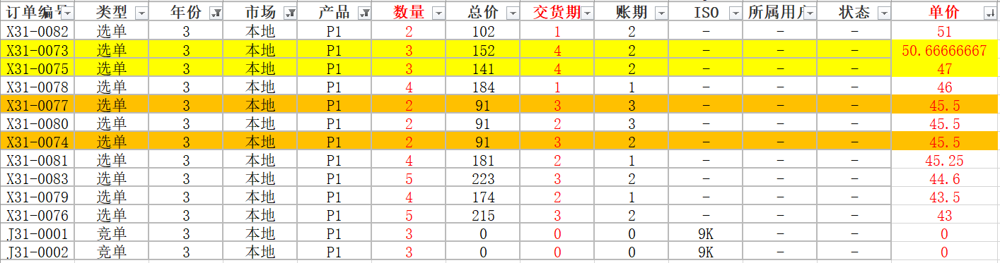 订单编号 类型 年份 市场 产品 数量 总价 交货期 账期 ISO 所属用户 状态 单价
X31-0082 选单 3 本地 P1 2 102 1 2 - - - 51
X31-0073 选单 3 本地 P1 3 152 4 2 - - - 50.66666667
X31-0075 选单 3 本地 P1 3 141 4 2 - - - 47
X31-0078 选单 3 本地 P1 4 184 1 1 - - - 46
X31-0077 选单 3 本地 P1 2 91 3 3 - - - 45.5
X31-0080 选单 3 本地 P1 2 91 2 3 - - - 45.5
X31-0074 选单 3 本地 P1 2 91 3 2 - - - 45.5
X31-0081 选单 3 本地 P1 4 181 2 1 - - - 45.25
X31-0083 选单 3 本地 P1 5 223 3 2 - - - 44.6
X31-0079 选单 3 本地 P1 4 174 2 1 - - - 43.5
X31-0076 选单 3 本地 P1 5 215 3 2 - - - 43
J31-0001 竞单 3 本地 P1 3 0 0 0 9K - - 0
J31-0002 竞单 3 本地 P1 3 0 0 0 9K - - 0